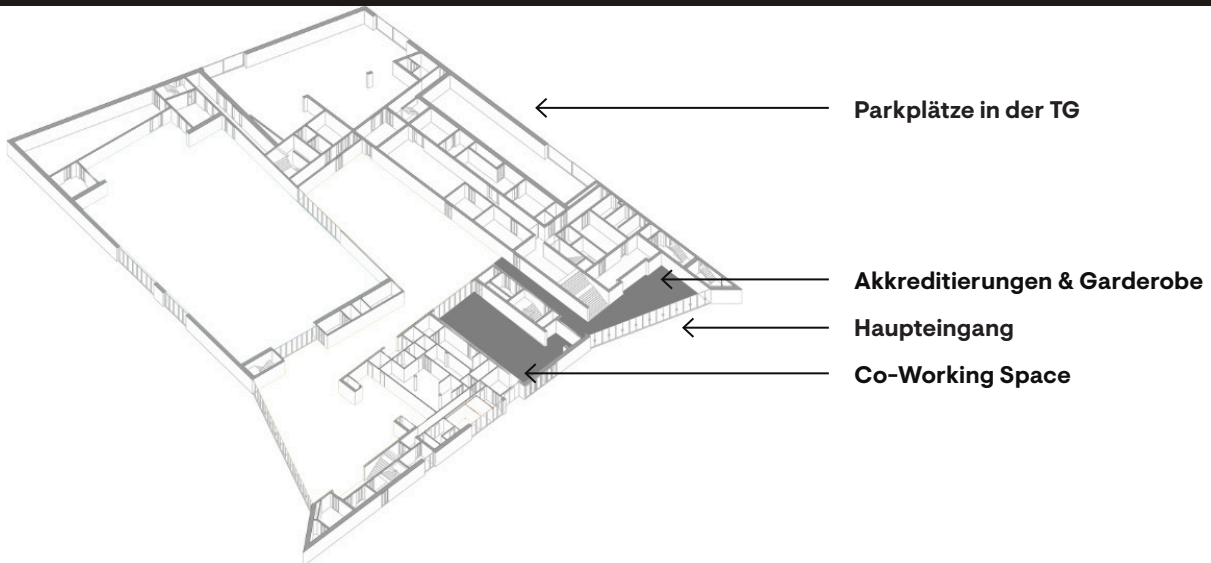 Parkplätze in der TG
Akkreditierungen & Garderobe
Haupteingang
Co-Working Space